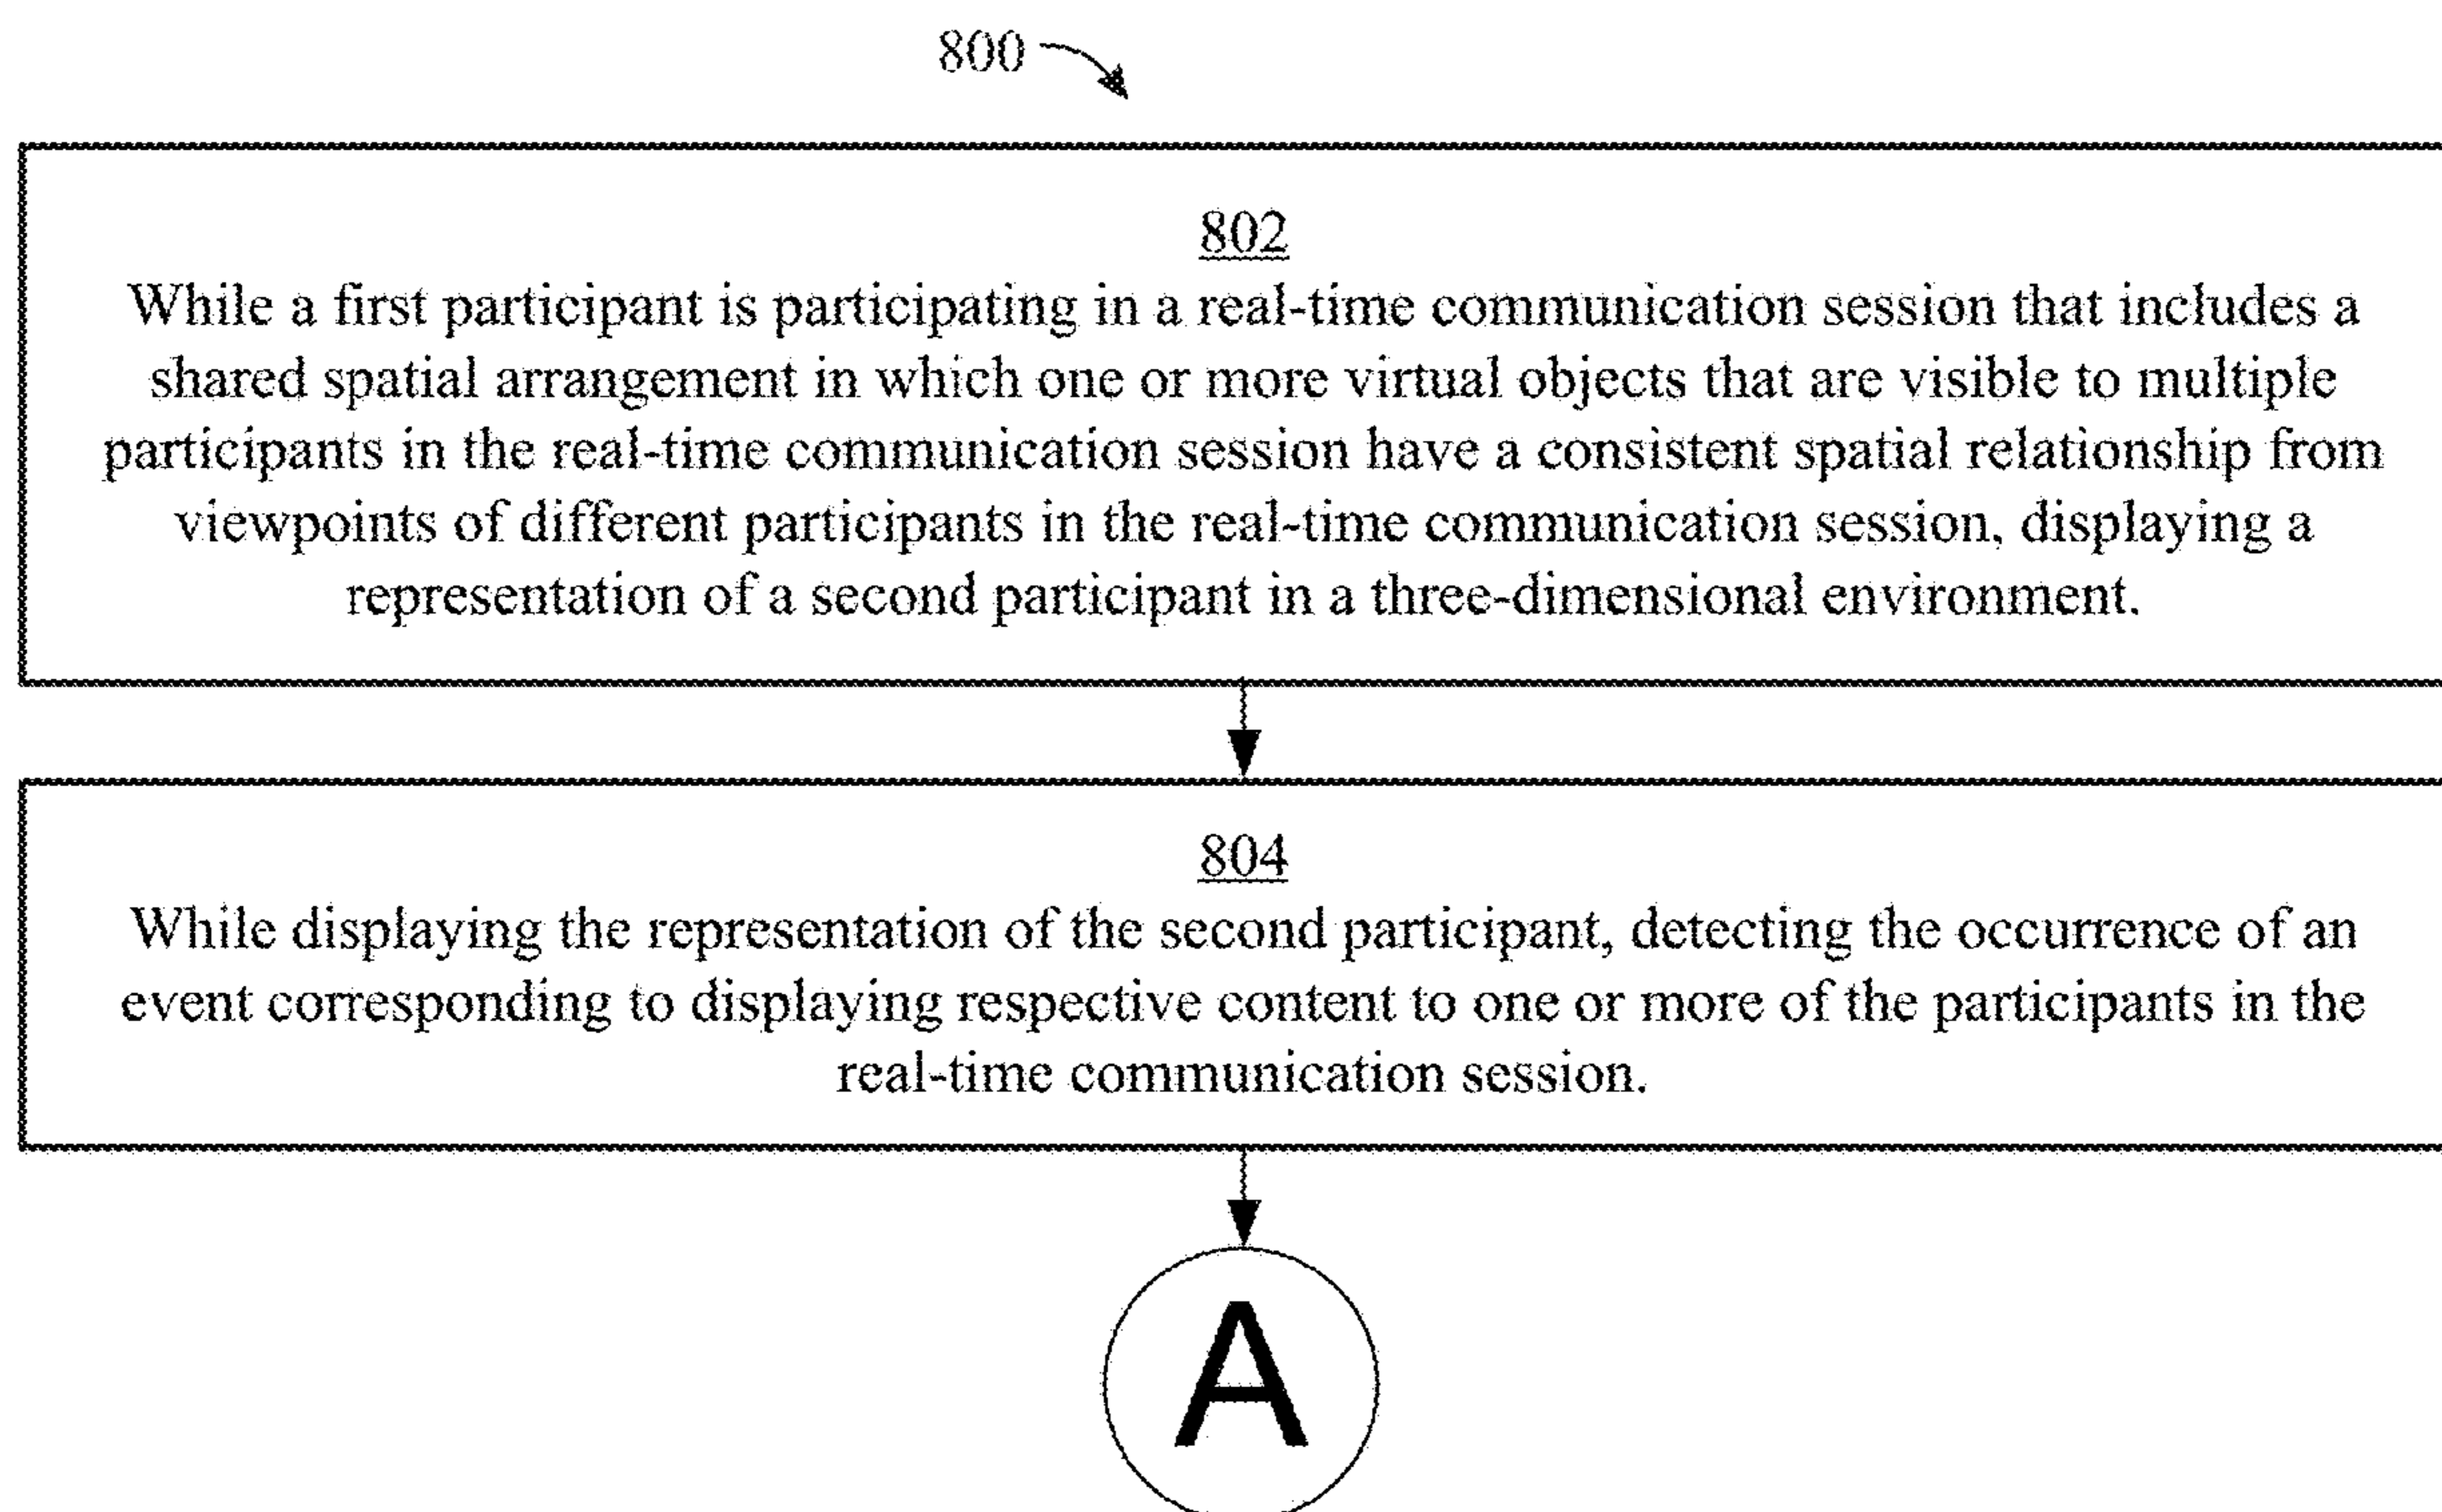 800
802
While a first participant is participating in a real-time communication session that includes a
shared spatial arrangement in which one or more virtual objects that are visible to multiple
participants in the real-time communication session have a consistent spatial relationship from
viewpoints of different participants in the real-time communication session, displaying a
representation of a second participant in a three-dimensional environment.
804
While displaying the representation of the second participant, detecting the occurrence of an
event corresponding to displaying respective content to one or more of the participants in the
real-time communication session.
A